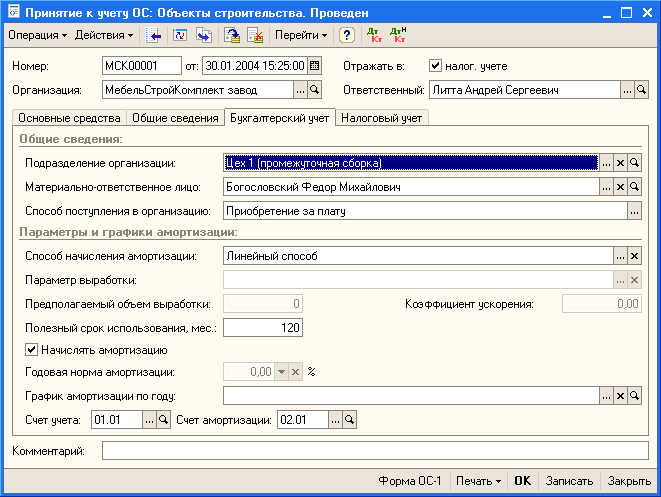 Принятие к учету ОС: Объекты строительства. Проведен
Операция Действия Перейти ? Дт Кт Дт Н Кт
Номер: МСК00001 от: 30.01.2004 15:25:00 Отражать в: налог. учете
Организация: МебельСтройКомплект завод ... Ответственный: Литта Андрей Сергеевич ...
Основные средства Общие сведения Бухгалтерский учет Налоговый учет
Общие сведения:
Подразделение организации: Цех 1 (промежуточная сборка) ... x
Материально-ответственное лицо: Богословский Федор Михайлович ... x
Способ поступления в организацию: Приобретение за плату ...
Параметры и графики амортизации:
Способ начисления амортизации: Линейный способ ... x
Параметр выработки: ... x
Предполагаемый объем выработки: 0 Коэффициент ускорения: 0,00
Полезный срок использования, мес.: 120
Начислять амортизацию
Годовая норма амортизации: 0,00 x %
График амортизации по году: ... x
Счет учета: 01.01 ... Счет амортизации: 02.01 ...
Комментарий:
Форма ОС-1 Печать OK Записать Закрыть